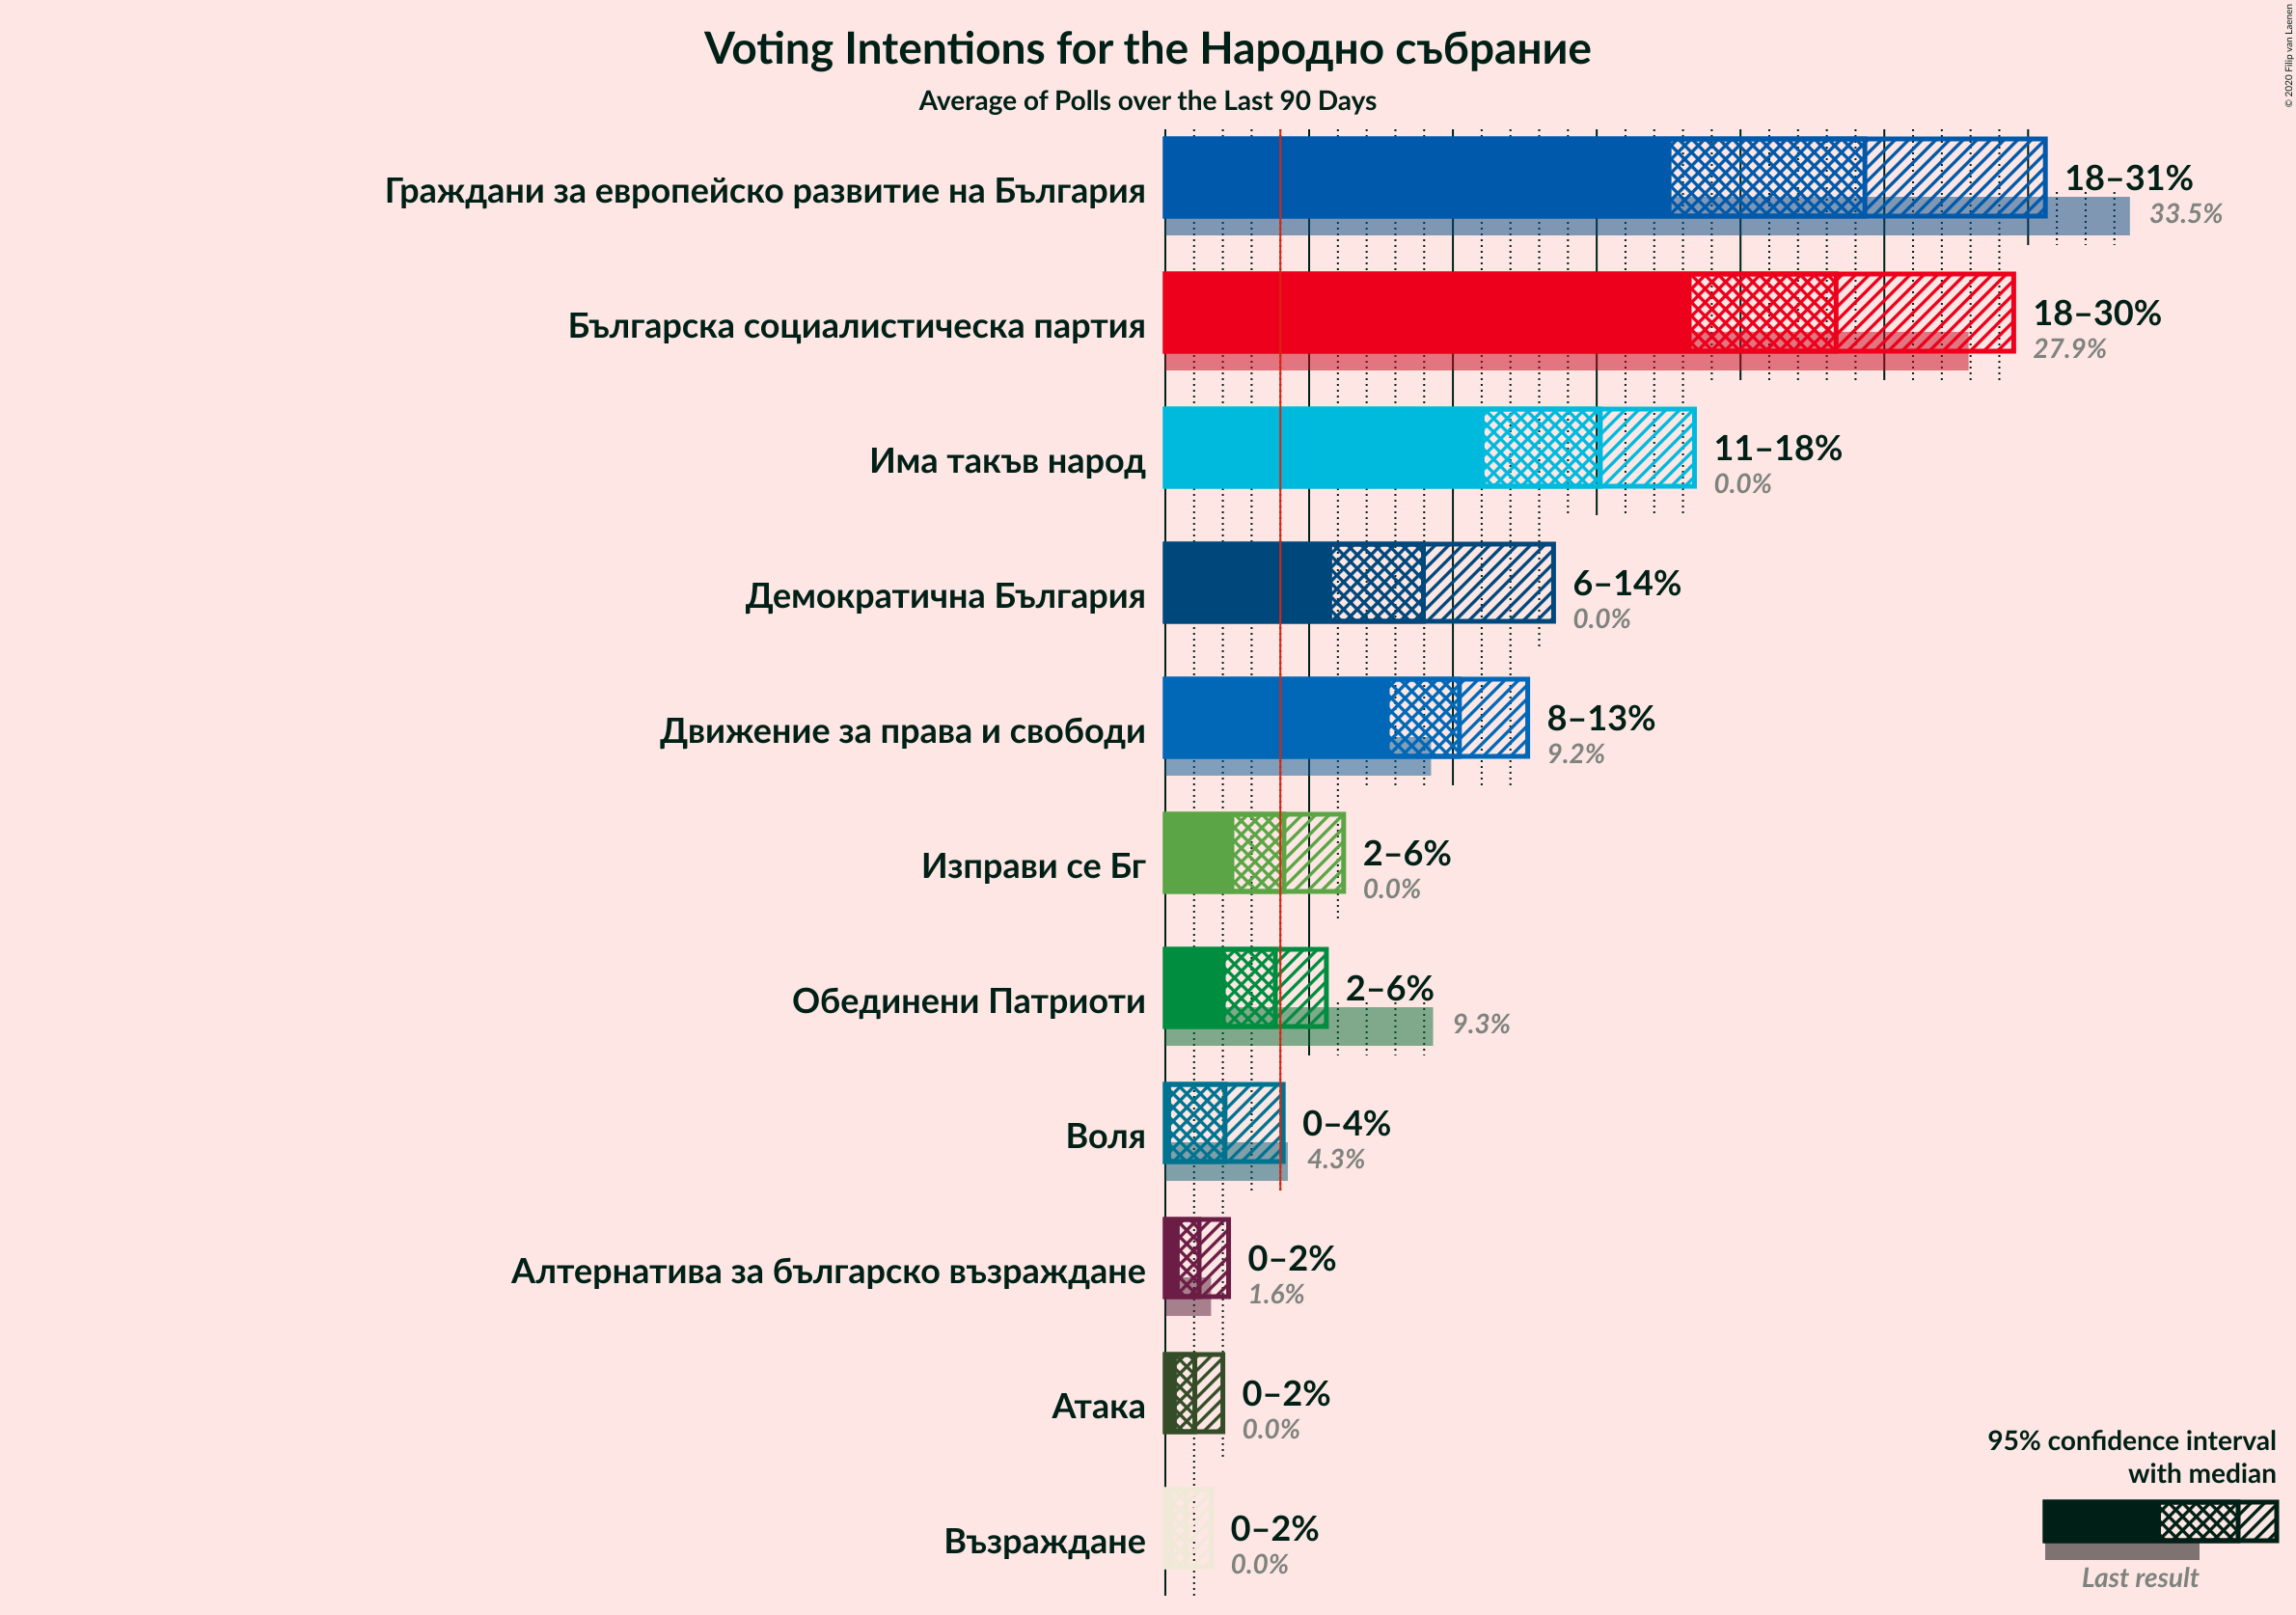 © 2020 Filip van Laenen
Voting Intentions for the Народно събрание
Average of Polls over the Last 90 Days
Граждани за европейско развитие на България
18–31%
33.5%
Българска социалистическа партия
18–30%
27.9%
Има такъв народ
11–18%
0.0%
Демократична България
6–14%
0.0%
Движение за права и свободи
8–13%
9.2%
Изправи се Бг
2–6%
0.0%
Обединени Патриоти
2–6%
9.3%
Воля
0–4%
4.3%
Алтернатива за българско възраждане
0–2%
1.6%
Атака
0–2%
0.0%
Възраждане
0–2%
0.0%
95% confidence interval
with median
Last result